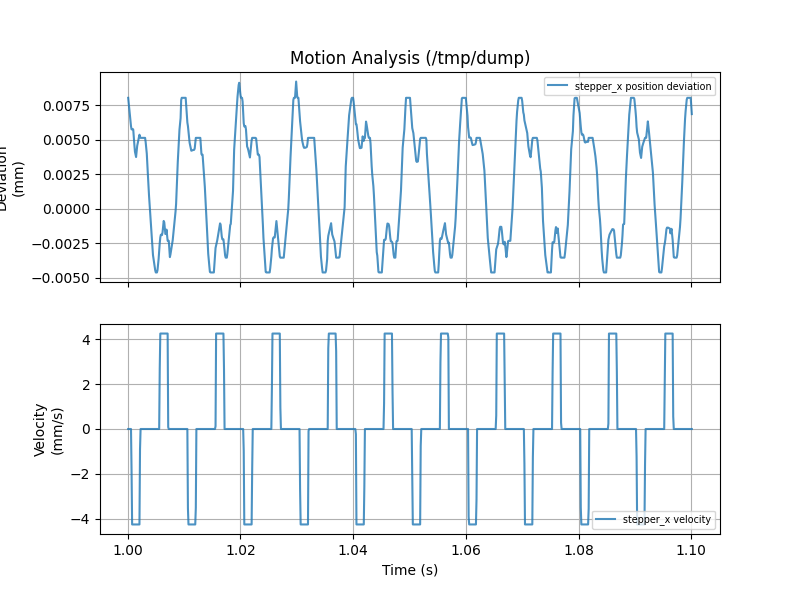 Motion Analysis (/tmp/dump)
stepper_x position deviation
Deviation
(mm)
0.0075
0.0050
0.0025
0.0000
−0.0025
−0.0050
Velocity
(mm/s)
4
2
0
−2
−4
stepper_x velocity
1.00 1.02 1.04 1.06 1.08 1.10
Time (s)